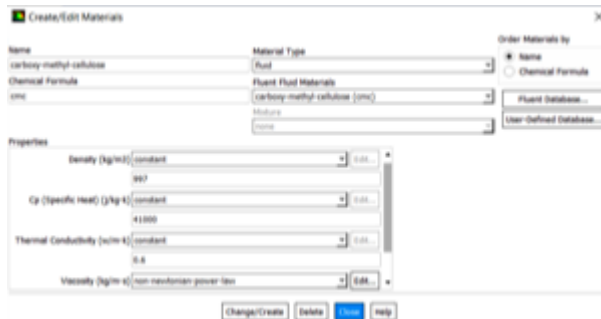 Create/Edit Materials
Name
carboxy-methyl-cellulose
Material Type
fluid
Order Materials by
Name
Chemical Formula
Chemical Formula
cmc
Fluent Fluid Materials
carboxy-methyl-cellulose (cmc)
Mixture
none
Fluent Database...
User-Defined Database...
Properties
Density (kg/m3) constant Edit...
997
Cp (Specific Heat) (j/kg-k) constant Edit...
41000
Thermal Conductivity (w/m-k) constant Edit...
0.6
Viscosity (kg/m-s) non-newtonian-power-law Edit...
Change/Create Delete Close Help